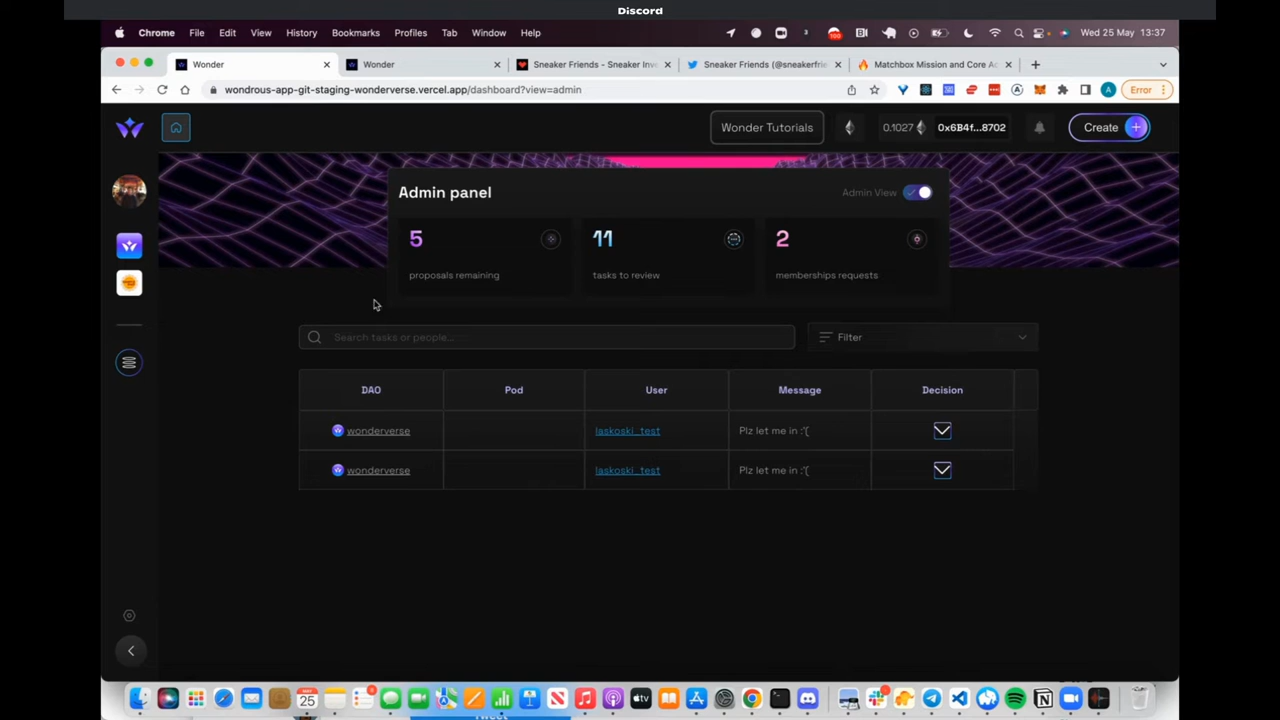 Discord
Chrome File Edit View History Bookmarks Profiles Tab Window Help Wed 25 May 13:37
Wonder Wonder Sneaker Friends - Sneaker Inve Sneaker Friends (@sneakerfrie Matchbox Mission and Core Ac
wondrous-app-git-staging-wonderverse.vercel.app/dashboard?view=admin Error
Wonder Tutorials 0.1027 0x6B4f...8702 Create
Admin panel Admin View
5 11 2
proposals remaining tasks to review memberships requests
Search tasks or people... Filter
DAO Pod User Message Decision
wonderverse laskoski_test Plz let me in :'(
wonderverse laskoski_test Plz let me in :'(
25